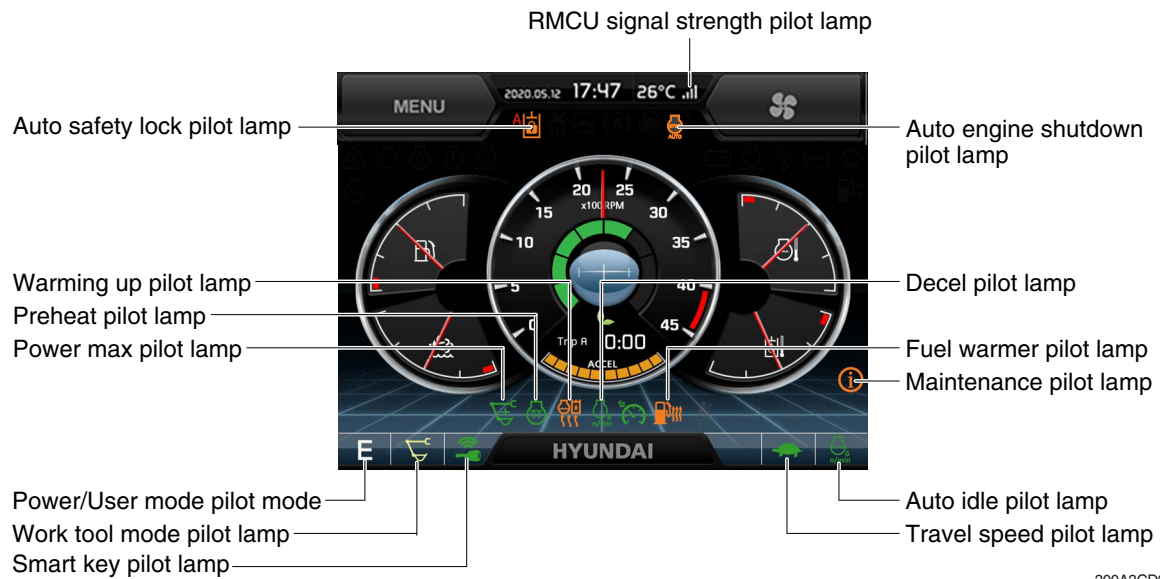 RMCU signal strength pilot lamp
MENU
2020.05.12 17:47 26°C
Auto safety lock pilot lamp
A
AUTO
Auto engine shutdown
pilot lamp
20 25
x100RPM
15 30
10 35
Warming up pilot lamp
5 40
Decel pilot lamp
Preheat pilot lamp
0 45
Power max pilot lamp
Trip A 0:00
Fuel warmer pilot lamp
ACCEL
Maintenance pilot lamp
i
n/min
E
HYUNDAI
n/min
Power/User mode pilot mode
Auto idle pilot lamp
Work tool mode pilot lamp
Travel speed pilot lamp
Smart key pilot lamp